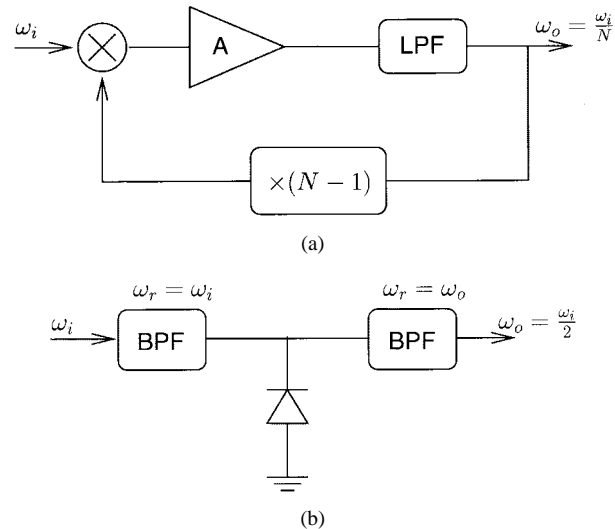 ω_i
A
LPF
ω_o = ω_i/N
×(N − 1)
(a)
ω_r = ω_i
ω_r = ω_o
ω_i
BPF
BPF
ω_o = ω_i/2
(b)